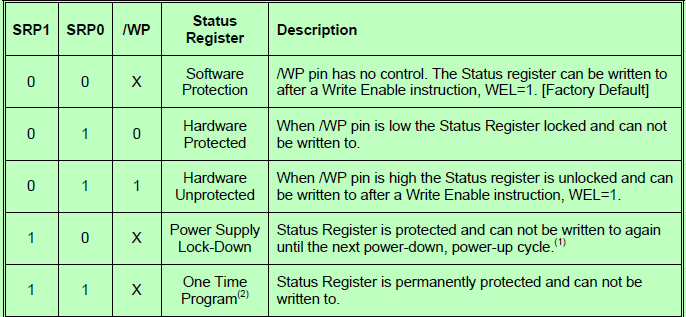 SRP1 SRP0 /WP Status Register Description
0 0 X Software Protection /WP pin has no control. The Status register can be written to
after a Write Enable instruction, WEL=1. [Factory Default]
0 1 0 Hardware Protected When /WP pin is low the Status Register locked and can not
be written to.
0 1 1 Hardware Unprotected When /WP pin is high the Status register is unlocked and can
be written to after a Write Enable instruction, WEL=1.
1 0 X Power Supply Lock-Down Status Register is protected and can not be written to again
until the next power-down, power-up cycle.(1)
1 1 X One Time Program(2) Status Register is permanently protected and can not be
written to.